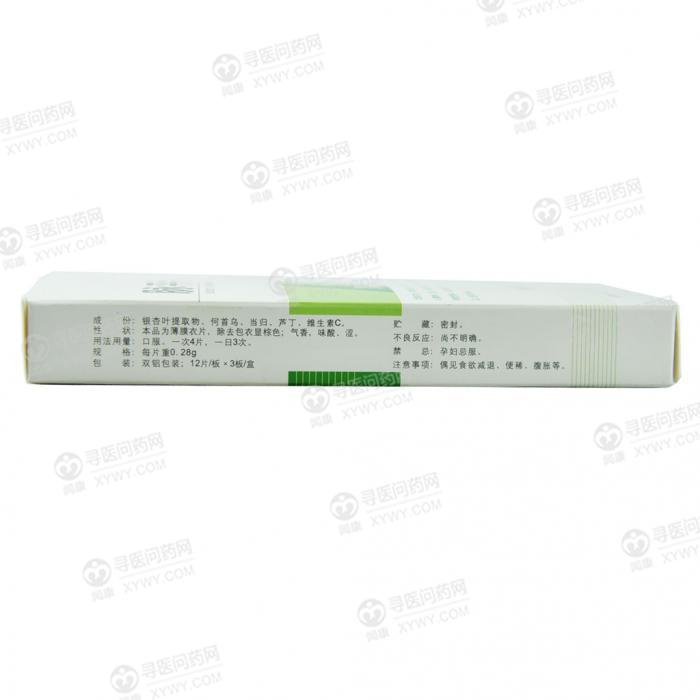 成　　份：银杏叶提取物、何首乌、当归、芦丁、维生素C。
性　　状：本品为薄膜衣片，除去包衣显棕色；气香，味酸、涩。
用法用量：口服。一次4片，一日3次。
规　　格：每片重0.28g
包　　装：双铝包装；12片/板×3板/盒
贮　　藏：密封。
不良反应：尚不明确。
禁　　忌：孕妇忌服。
注意事项：偶见食欲减退、便稀、腹胀等。
寻医问药网
XYWY.COM
闻康